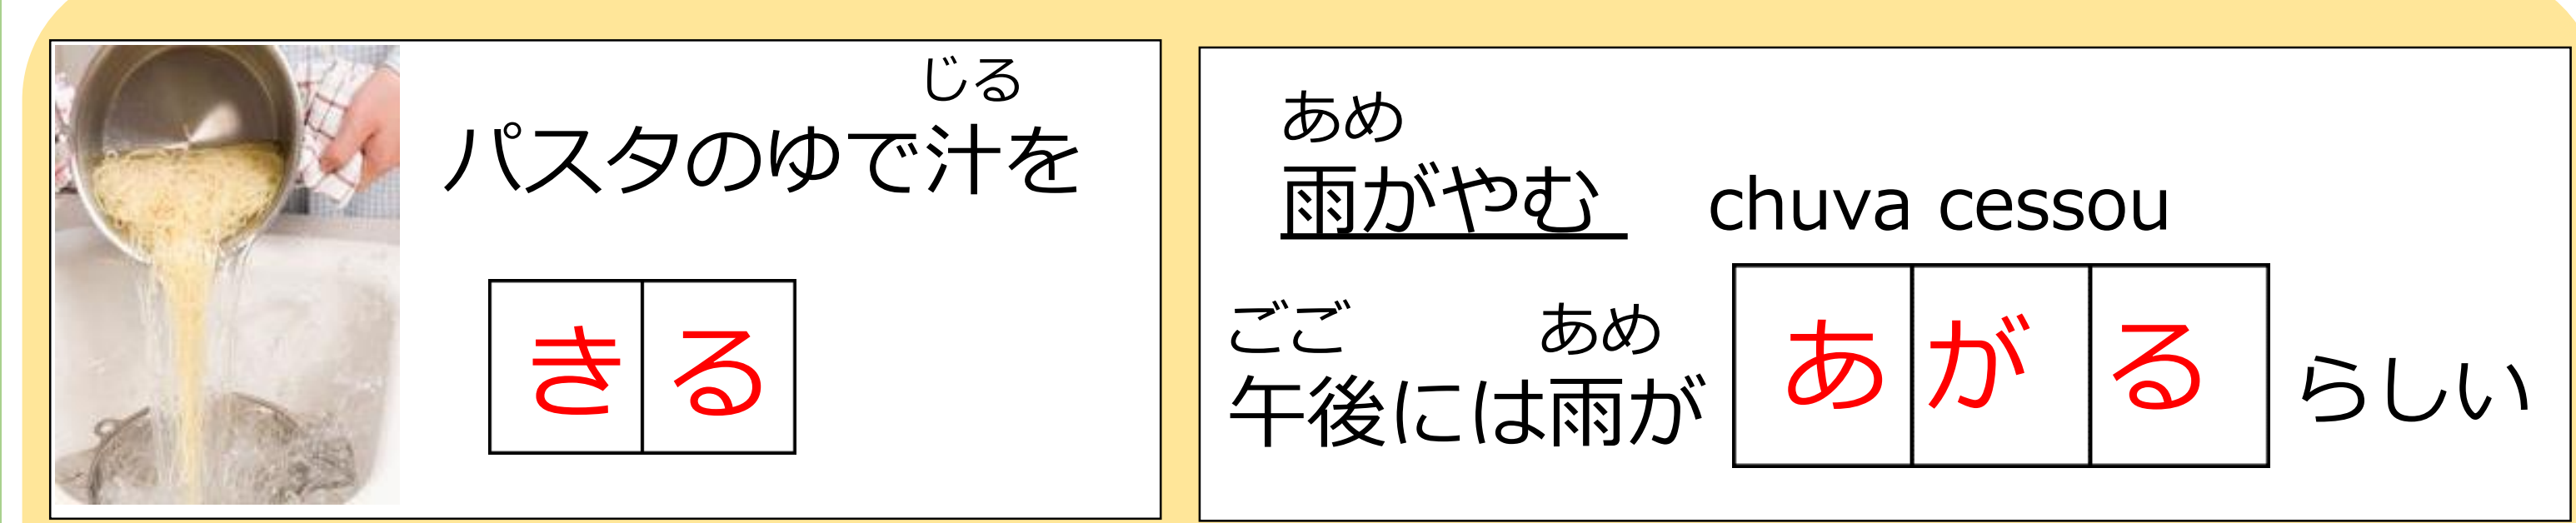 じる
パスタのゆで汁を
きる
あめ
雨がやむ chuva cessou
ごご あめ
午後には雨が あがる らしい